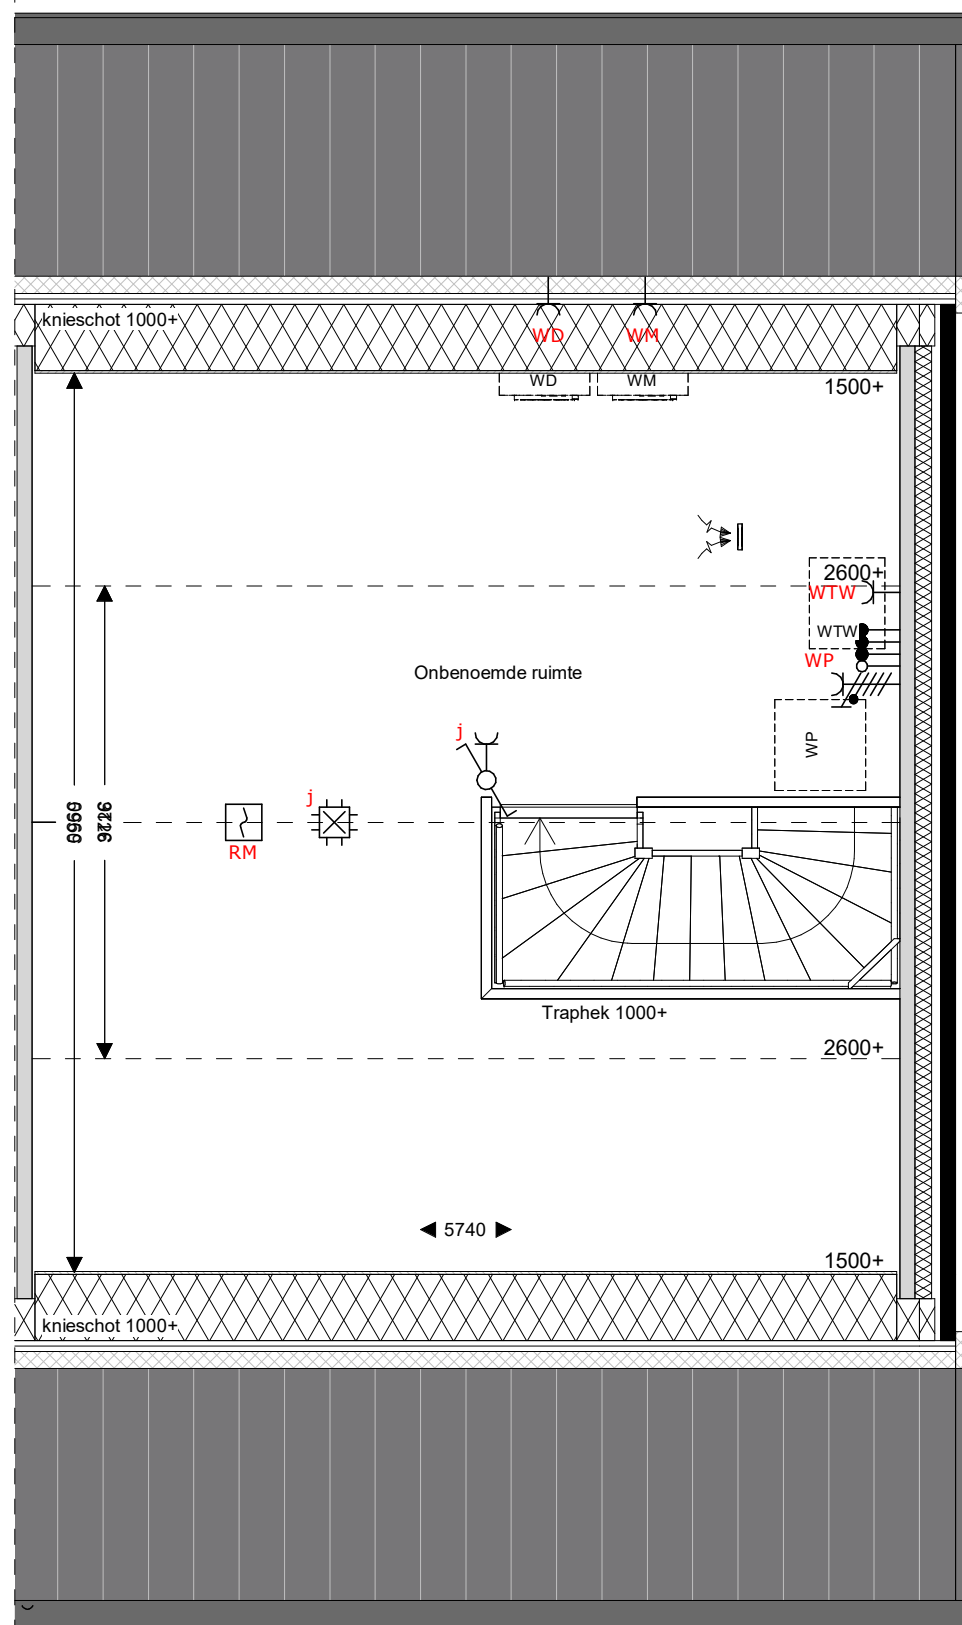 knieschot 1000+
WD
WM
WD
WM
1500+
2600+
WTW
WTW
WP
Onbenoemde ruimte
j
WP
j
RM
Traphek 1000+
2600+
5740
1500+
knieschot 1000+